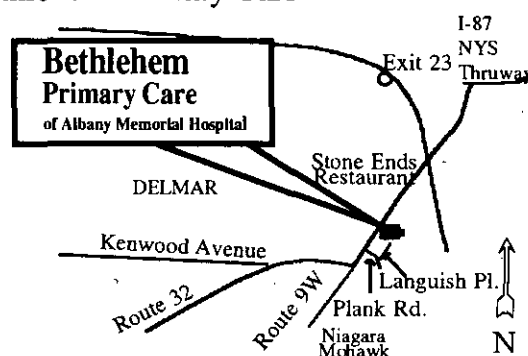 Bethlehem
Primary Care
of Albany Memorial Hospital
I-87
NYS
Thruway
Exit 23
Stone Ends
Restaurant
DELMAR
Kenwood Avenue
Languish Pl.
Plank Rd.
Route 32
Route 9W
Niagara
Mohawk
N